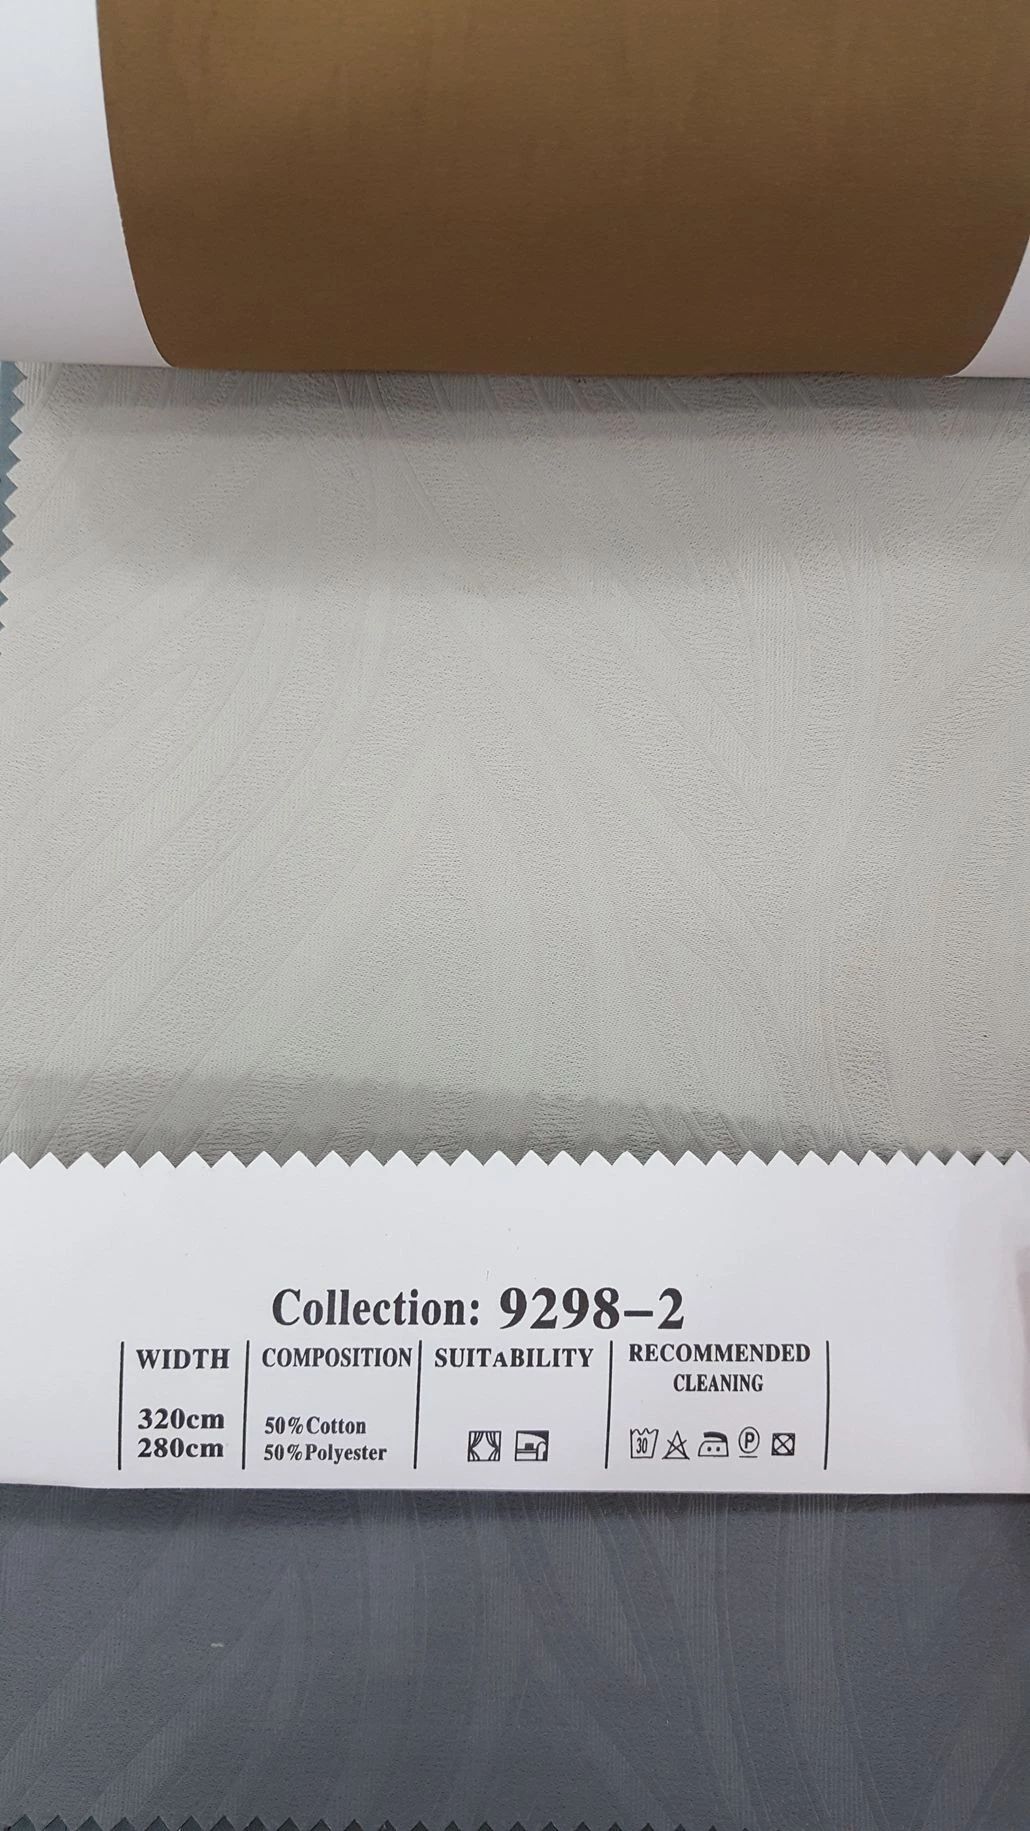 Collection: 9298-2
WIDTH
320cm
280cm
COMPOSITION
50%Cotton
50%Polyester
SUITABILITY
RECOMMENDED
CLEANING
30
P